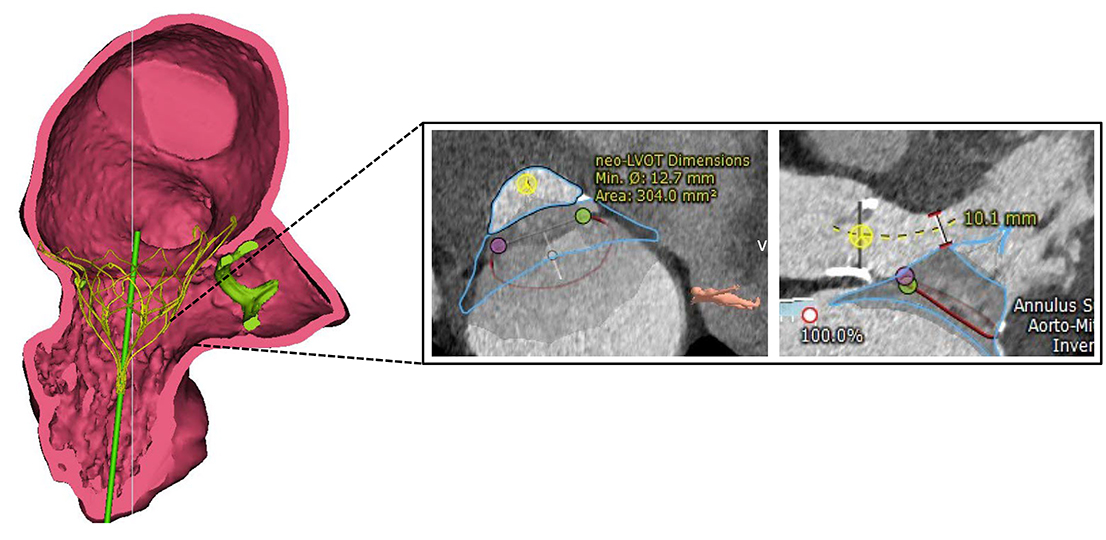 neo-LVOT Dimensions
Min. Ø: 12.7 mm
Area: 304.0 mm²
V
10.1 mm
100.0%
Annulus S
Aorto-Mi
Inver